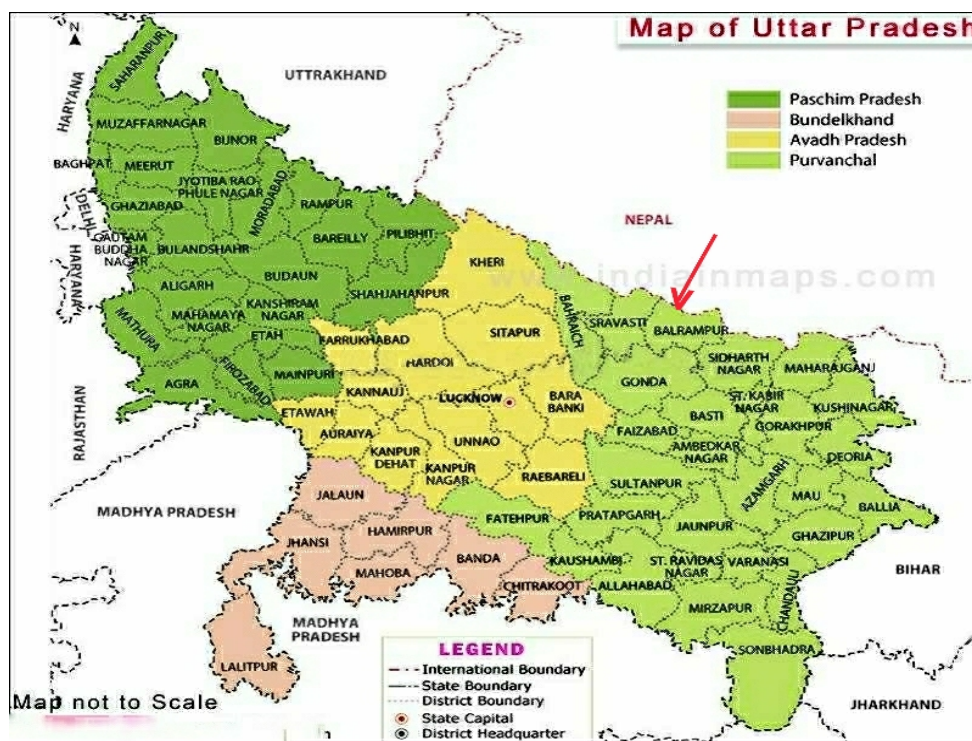 Map of Uttar Pradesh
N
UTTRAKHAND
HARYANA
Paschim Pradesh
Bundelkhand
Avadh Pradesh
Purvanchal
SAHARANPUR
MUZAFFARNAGAR
BIJNOR
BAGHPAT
MEERUT
JYOTIBA RAO-
PHULE NAGAR
MORADABAD
RAMPUR
GHAZIABAD
DELHI
NEPAL
GAUTAM
BUDDHA
NAGAR
BULANDSHAHR
BAREILLY
PILIBHIT
HARYANA
KHERI
www.indiainmaps.com
ALIGARH
BUDAUN
SHAHJAHANPUR
MATHURA
MAHAMAYA
NAGAR
KANSHIRAM
NAGAR
ETAH
FARRUKHABAD
SITAPUR
BAHRAICH
SRAVASTI
BALRAMPUR
HARDOI
SIDHARTH
NAGAR
MAHARAJGANJ
AGRA
FIROZABAD
MAINPURI
KANNAUJ
LUCKNOW
BARA
BANKI
GONDA
ST. KABIR
NAGAR
KUSHINAGAR
RAJASTHAN
ETAWAH
BASTI
GORAKHPUR
AURAIYA
UNNAO
FAIZABAD
AMBEDKAR
NAGAR
DEORIA
KANPUR
DEHAT
KANPUR
NAGAR
RAEBARELI
SULTANPUR
AZAMGARH
MAU
BALLIA
MADHYA PRADESH
JALAUN
FATEHPUR
PRATAPGARH
JAUNPUR
GHAZIPUR
JHANSI
HAMIRPUR
BANDA
KAUSHAMBI
ST. RAVIDAS
NAGAR
VARANASI
BIHAR
MAHOBA
CHITRAKOOT
ALLAHABAD
MIRZAPUR
CHANDAULI
MADHYA
PRADESH
SONBHADRA
LALITPUR
JHARKHAND
LEGEND
International Boundary
State Boundary
District Boundary
State Capital
District Headquarter
Map not to Scale